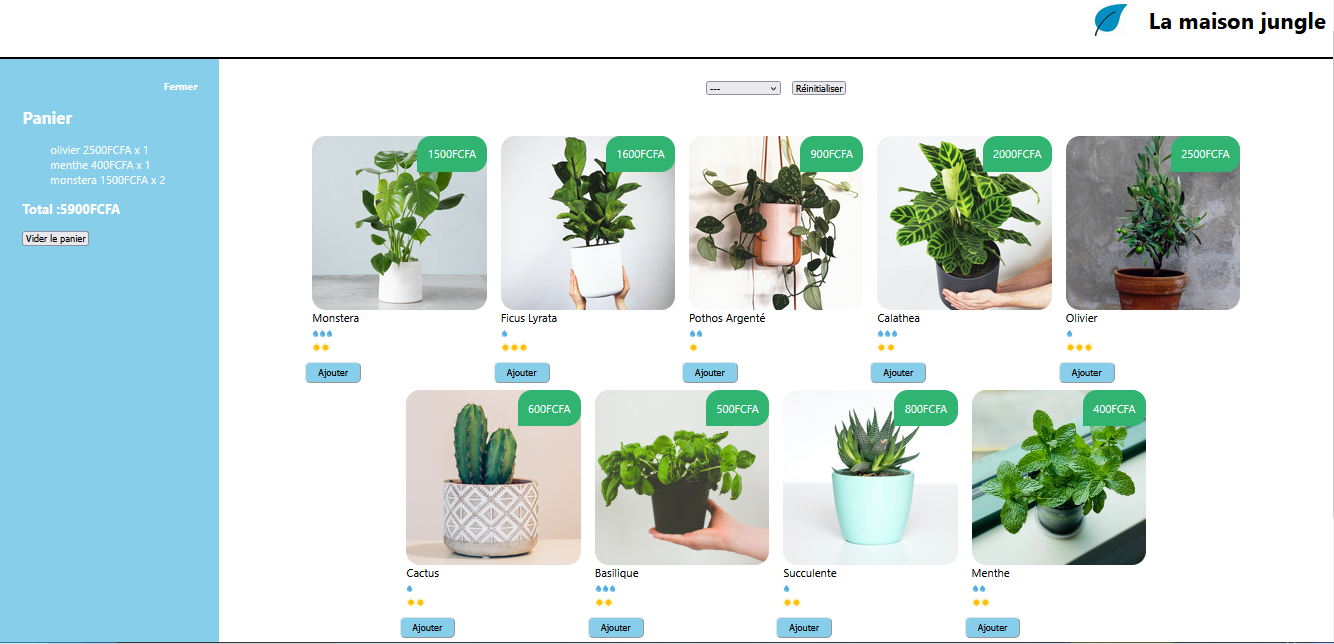 La maison jungle
Fermer
Panier
olivier 2500FCFA x 1
menthe 400FCFA x 1
monstera 1500FCFA x 2
Total :5900FCFA
Vider le panier
--- Réinitialiser
1500FCFA 1600FCFA 900FCFA 2000FCFA 2500FCFA
Monstera Ficus Lyrata Pothos Argenté Calathea Olivier
Ajouter Ajouter Ajouter Ajouter Ajouter
600FCFA 500FCFA 800FCFA 400FCFA
Cactus Basilique Succulente Menthe
Ajouter Ajouter Ajouter Ajouter